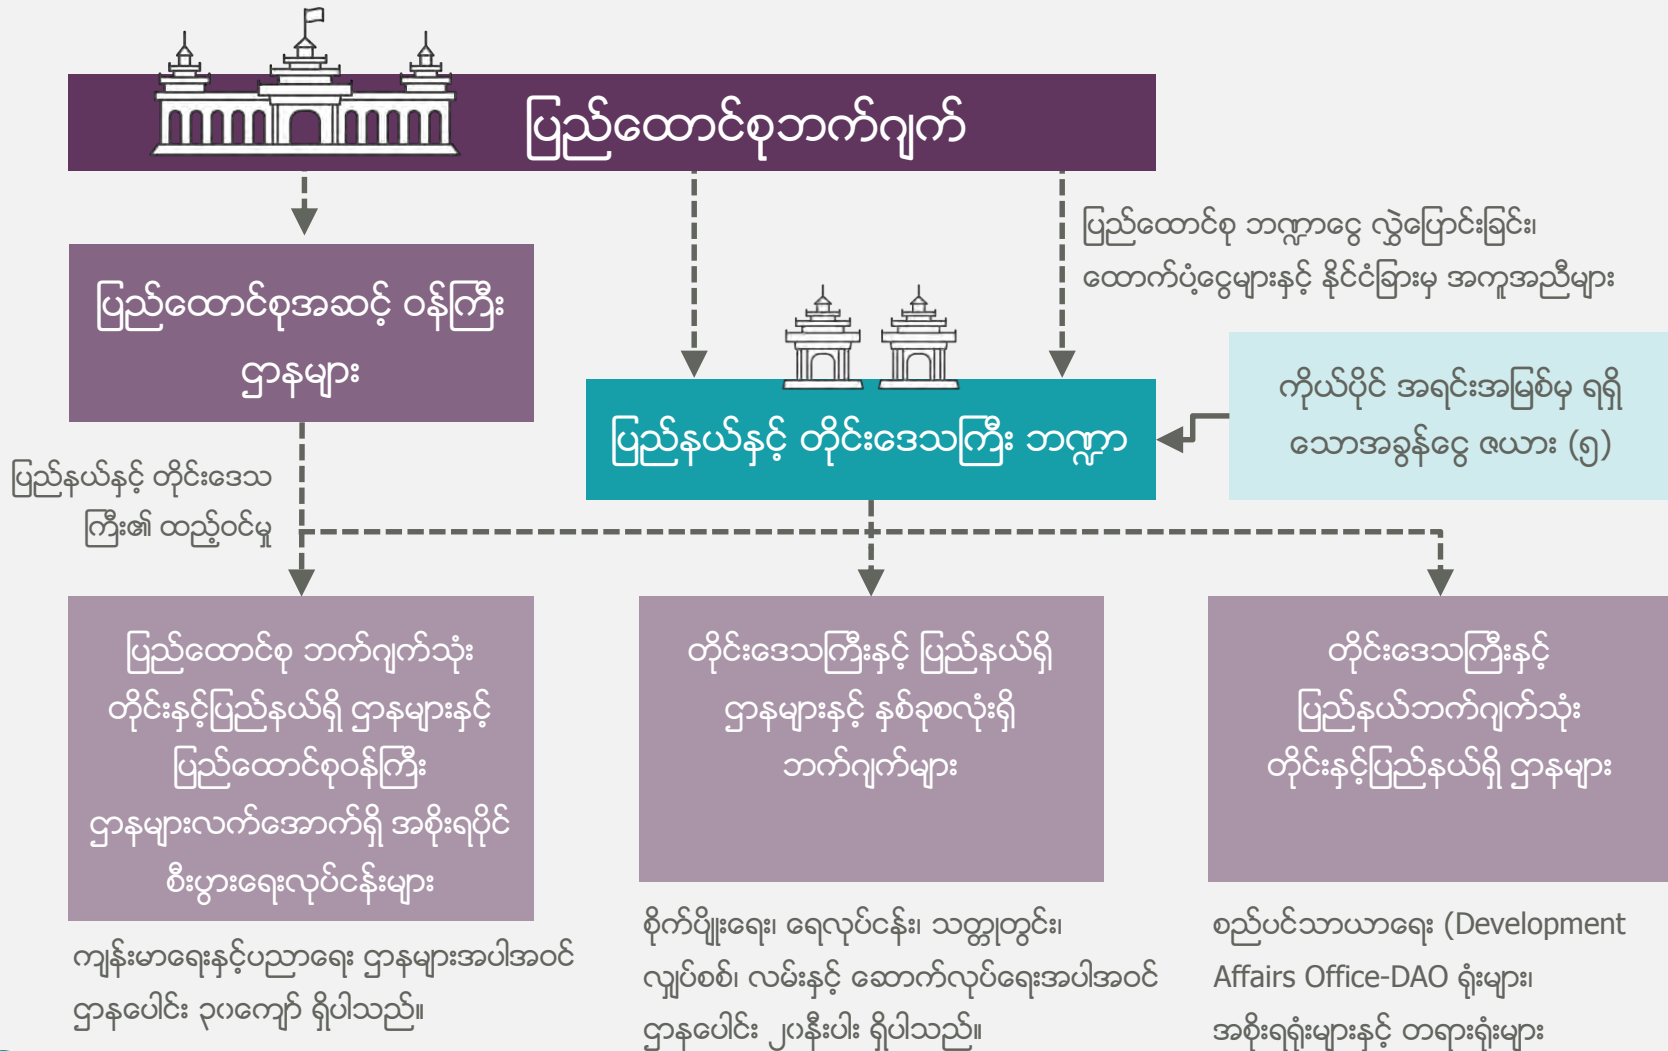 ပြည်ထောင်စုဘက်ဂျက်
ပြည်ထောင်စု ဘဏ္ဍာငွေ လွှဲပြောင်းခြင်း၊
ထောက်ပံ့ငွေများနှင့် နိုင်ငံခြားမှ အကူအညီများ
ပြည်ထောင်စုအဆင့် ဝန်ကြီး
ဌာနများ
ပြည်နယ်နှင့် တိုင်းဒေသကြီး ဘဏ္ဍာ
ကိုယ်ပိုင် အရင်းအမြစ်မှ ရရှိ
သောအခွန်ငွေ ဇယား (၅)
ပြည်နယ်နှင့် တိုင်းဒေသ
ကြီး၏ ထည့်ဝင်မှု
ပြည်ထောင်စု ဘက်ဂျက်သုံး
တိုင်းနှင့်ပြည်နယ်ရှိ ဌာနများနှင့်
ပြည်ထောင်စုဝန်ကြီး
ဌာနများလက်အောက်ရှိ အစိုးရပိုင်
စီးပွားရေးလုပ်ငန်းများ
ကျန်းမာရေးနှင့်ပညာရေး ဌာနများအပါအဝင်
ဌာနပေါင်း ၃၀ကျော် ရှိပါသည်။
တိုင်းဒေသကြီးနှင့် ပြည်နယ်ရှိ
ဌာနများနှင့် နှစ်ခုစလုံးရှိ
ဘက်ဂျက်များ
စိုက်ပျိုးရေး၊ ရေလုပ်ငန်း၊ သတ္တုတွင်း၊
လျှပ်စစ်၊ လမ်းနှင့် ဆောက်လုပ်ရေးအပါအဝင်
ဌာနပေါင်း ၂၀နီးပါး ရှိပါသည်။
တိုင်းဒေသကြီးနှင့်
ပြည်နယ်ဘက်ဂျက်သုံး
တိုင်းနှင့်ပြည်နယ်ရှိ ဌာနများ
စည်ပင်သာယာရေး (Development
Affairs Office-DAO ရုံးများ၊
အစိုးရရုံးများနှင့် တရားရုံးများ